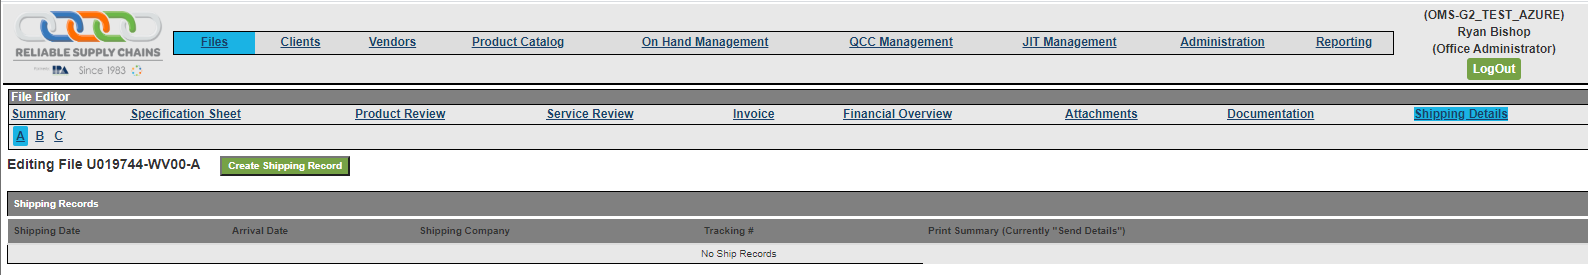 RELIABLE SUPPLY CHAINS
IPA Since 1983
Files Clients Vendors Product Catalog On Hand Management QCC Management JIT Management Administration Reporting
(OMS-G2_TEST_AZURE)
Ryan Bishop
(Office Administrator)
LogOut
File Editor
Summary Specification Sheet Product Review Service Review Invoice Financial Overview Attachments Documentation Shipping Details
A B C
Editing File U019744-WV00-A Create Shipping Record
Shipping Records
Shipping Date Arrival Date Shipping Company Tracking # Print Summary (Currently "Send Details")
No Ship Records